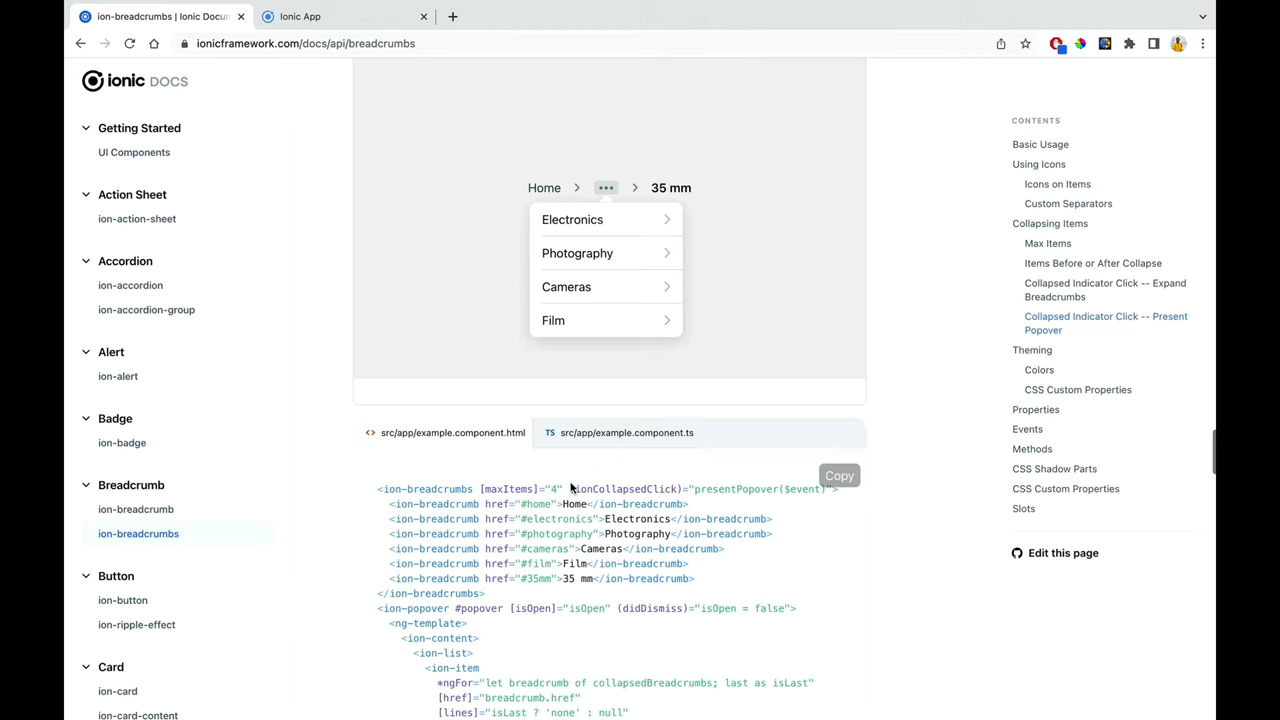 ion-breadcrumbs | Ionic Docum
Ionic App
ionicframework.com/docs/api/breadcrumbs
ionic DOCS
Getting Started
UI Components
Action Sheet
ion-action-sheet
Accordion
ion-accordion
ion-accordion-group
Alert
ion-alert
Badge
ion-badge
Breadcrumb
ion-breadcrumb
ion-breadcrumbs
Button
ion-button
ion-ripple-effect
Card
ion-card
ion-card-content
Home > ••• > 35 mm
Electronics
Photography
Cameras
Film
<> src/app/example.component.html
TS src/app/example.component.ts
Copy
<ion-breadcrumbs [maxItems]="4" (ionCollapsedClick)="presentPopover($event)">
<ion-breadcrumb href="#home">Home</ion-breadcrumb>
<ion-breadcrumb href="#electronics">Electronics</ion-breadcrumb>
<ion-breadcrumb href="#photography">Photography</ion-breadcrumb>
<ion-breadcrumb href="#cameras">Cameras</ion-breadcrumb>
<ion-breadcrumb href="#film">Film</ion-breadcrumb>
<ion-breadcrumb href="#35mm">35 mm</ion-breadcrumb>
</ion-breadcrumbs>
<ion-popover #popover [isOpen]="isOpen" (didDismiss)="isOpen = false">
<ng-template>
<ion-content>
<ion-list>
<ion-item
*ngFor="let breadcrumb of collapsedBreadcrumbs; last as isLast"
[href]="breadcrumb.href"
[lines]="isLast ? 'none' : null"
CONTENTS
Basic Usage
Using Icons
Icons on Items
Custom Separators
Collapsing Items
Max Items
Items Before or After Collapse
Collapsed Indicator Click -- Expand
Breadcrumbs
Collapsed Indicator Click -- Present
Popover
Theming
Colors
CSS Custom Properties
Properties
Events
Methods
CSS Shadow Parts
CSS Custom Properties
Slots
Edit this page